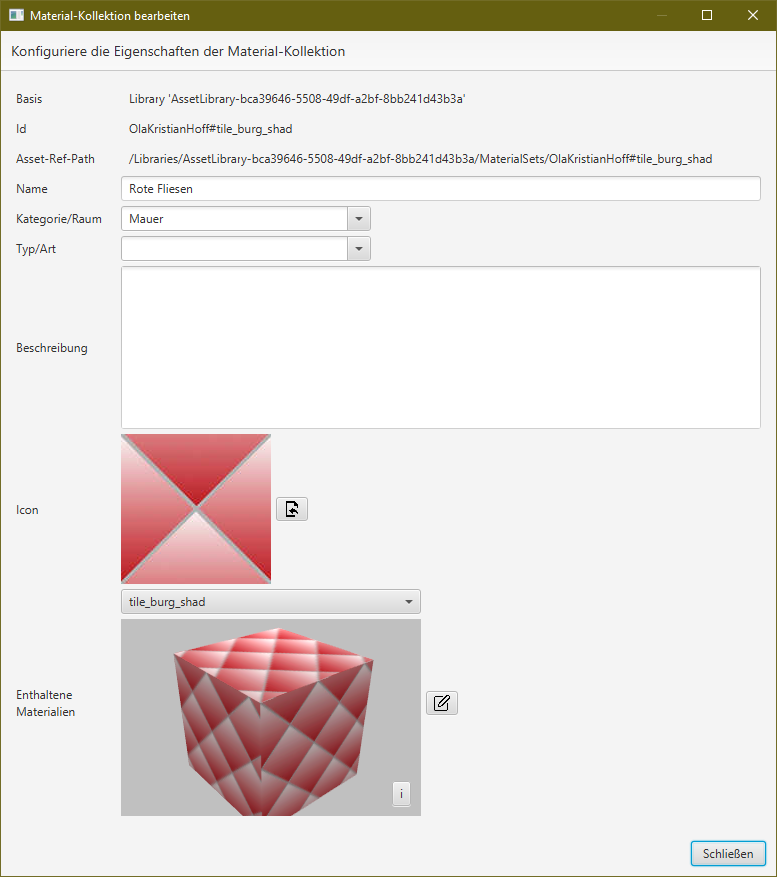 Material-Kollektion bearbeiten
Konfiguriere die Eigenschaften der Material-Kollektion
Basis Library 'AssetLibrary-bca39646-5508-49df-a2bf-8bb241d43b3a'
Id OlaKristianHoff#tile_burg_shad
Asset-Ref-Path /Libraries/AssetLibrary-bca39646-5508-49df-a2bf-8bb241d43b3a/MaterialSets/OlaKristianHoff#tile_burg_shad
Name Rote Fliesen
Kategorie/Raum Mauer
Typ/Art
Beschreibung
Icon
tile_burg_shad
Enthaltene
Materialien
i
Schließen